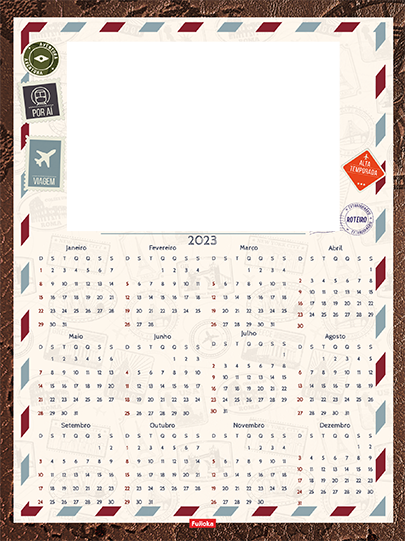 AVENTURA
AVENTURA
POR AÍ
VIAGEM
ALTA
TEMPORADA
ROTEIRO
2023
Janeiro
D S T Q Q S S
1 2 3 4 5 6 7
8 9 10 11 12 13 14
15 16 17 18 19 20 21
22 23 24 25 26 27 28
29 30 31
Fevereiro
D S T Q Q S S
1 2 3 4
5 6 7 8 9 10 11
12 13 14 15 16 17 18
19 20 21 22 23 24 25
26 27 28
Março
D S T Q Q S S
1 2 3 4
5 6 7 8 9 10 11
12 13 14 15 16 17 18
19 20 21 22 23 24 25
26 27 28 29 30 31
Abril
D S T Q Q S S
1
2 3 4 5 6 7 8
9 10 11 12 13 14 15
16 17 18 19 20 21 22
23 24 25 26 27 28 29
30
Maio
D S T Q Q S S
1 2 3 4 5 6
7 8 9 10 11 12 13
14 15 16 17 18 19 20
21 22 23 24 25 26 27
28 29 30 31
Junho
D S T Q Q S S
1 2 3
4 5 6 7 8 9 10
11 12 13 14 15 16 17
18 19 20 21 22 23 24
25 26 27 28 29 30
Julho
D S T Q Q S S
1
2 3 4 5 6 7 8
9 10 11 12 13 14 15
16 17 18 19 20 21 22
23 24 25 26 27 28 29
30 31
Agosto
D S T Q Q S S
1 2 3 4 5
6 7 8 9 10 11 12
13 14 15 16 17 18 19
20 21 22 23 24 25 26
27 28 29 30 31
Setembro
D S T Q Q S S
1 2
3 4 5 6 7 8 9
10 11 12 13 14 15 16
17 18 19 20 21 22 23
24 25 26 27 28 29 30
Outubro
D S T Q Q S S
1 2 3 4 5 6 7
8 9 10 11 12 13 14
15 16 17 18 19 20 21
22 23 24 25 26 27 28
29 30 31
Novembro
D S T Q Q S S
1 2 3 4
5 6 7 8 9 10 11
12 13 14 15 16 17 18
19 20 21 22 23 24 25
26 27 28 29 30
Dezembro
D S T Q Q S S
1 2
3 4 5 6 7 8 9
10 11 12 13 14 15 16
17 18 19 20 21 22 23
24 25 26 27 28 29 30
31
Fujioka